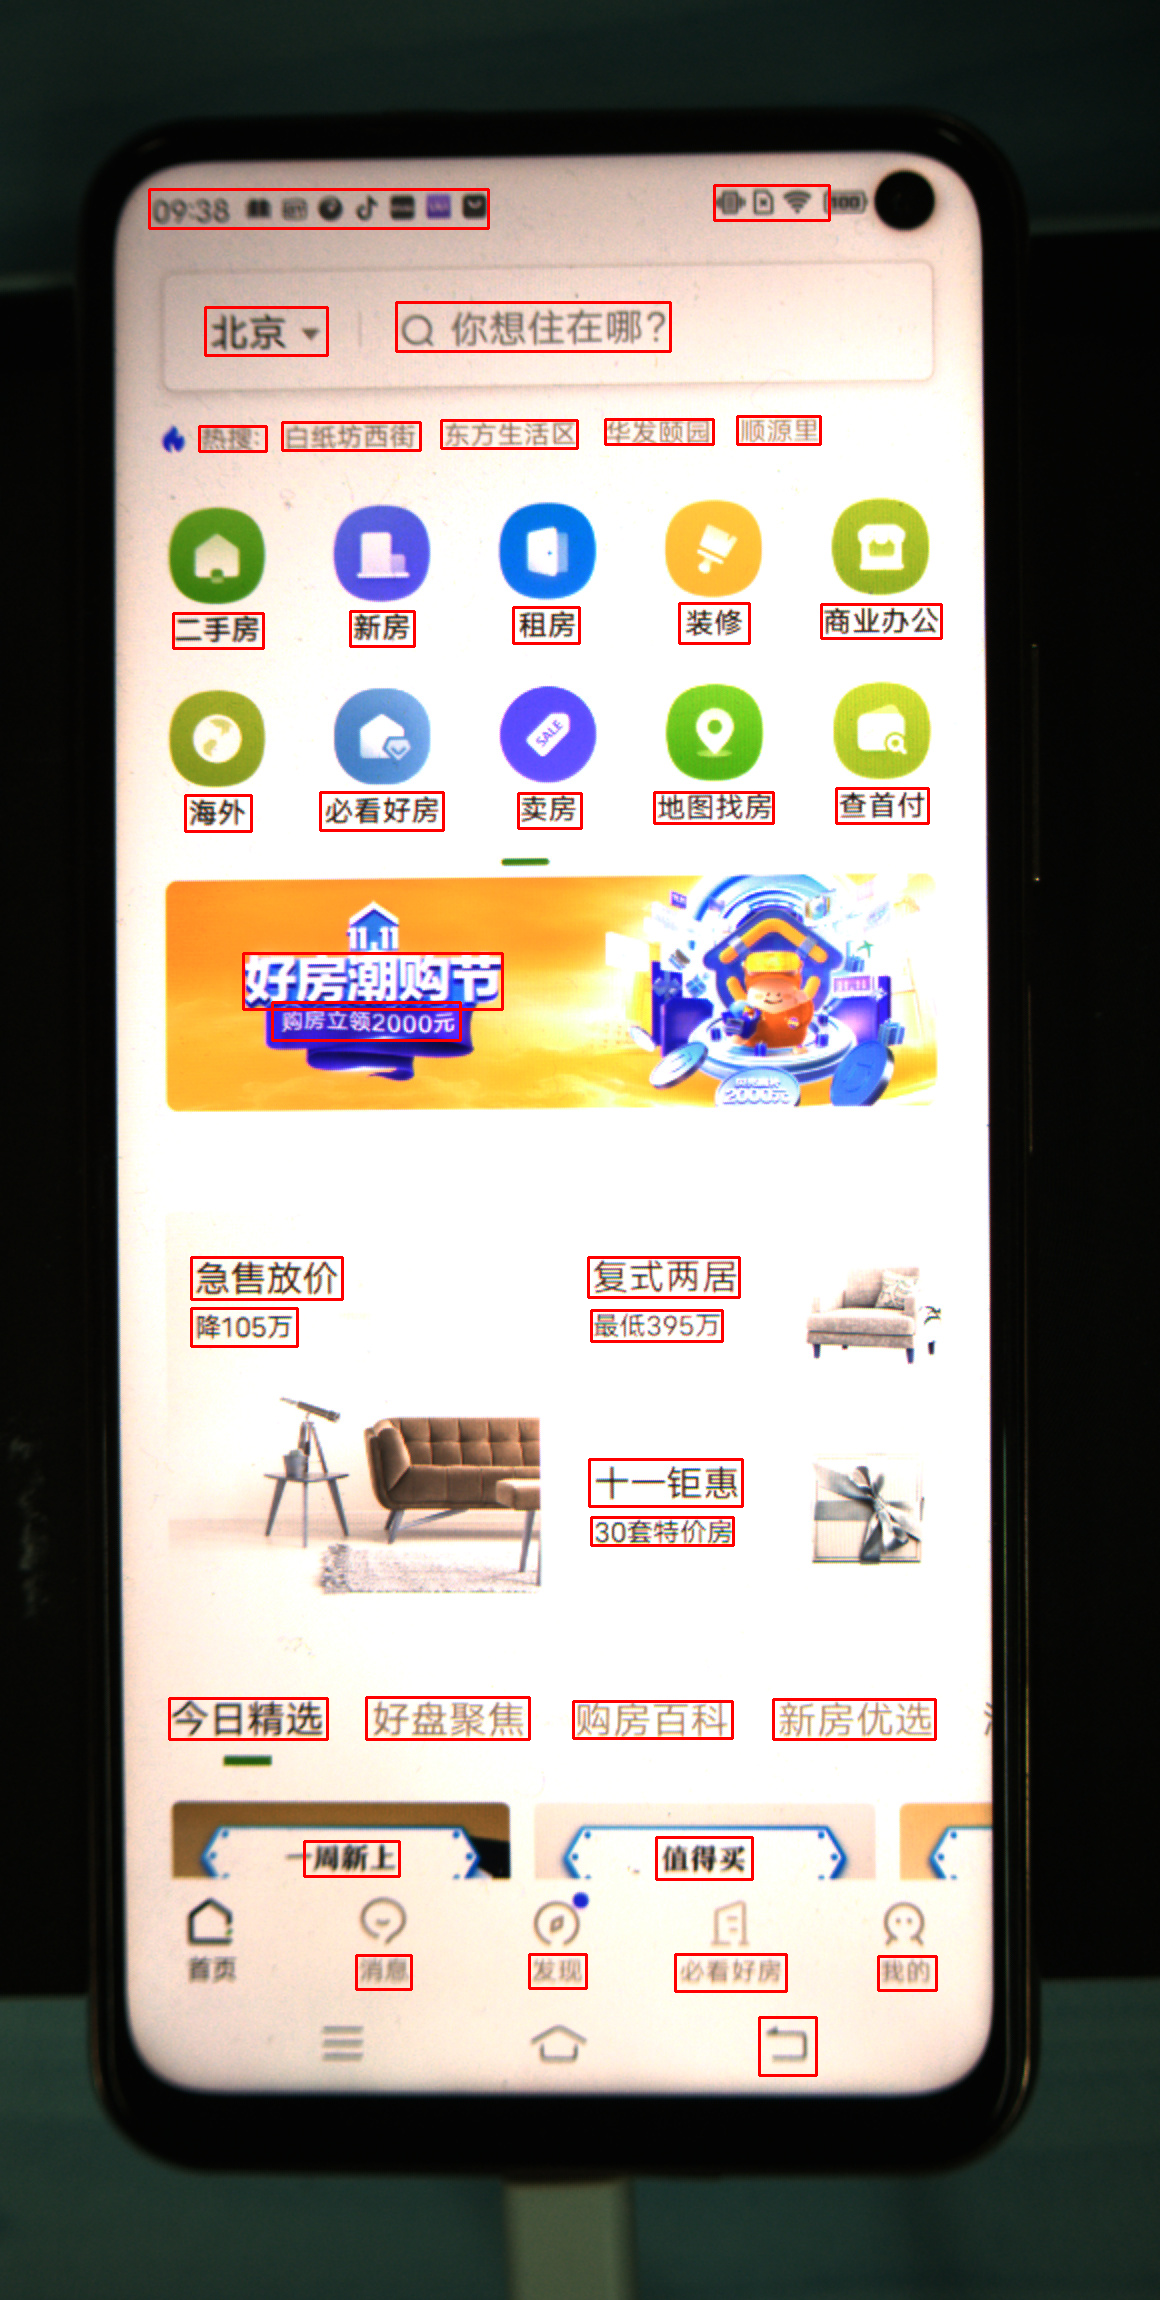 09:38 100
北京 你想住在哪?
热搜: 白纸坊西街 东方生活区 华发颐园 顺源里
二手房 新房 租房 装修 商业办公
SALE
海外 必看好房 卖房 地图找房 查首付
11.11
好房潮购节
购房立领2000元
2000元
急售放价 复式两居
降105万 最低395万
十一钜惠
30套特价房
今日精选 好盘聚焦 购房百科 新房优选
一周新上 值得买
首页 消息 发现 必看好房 我的